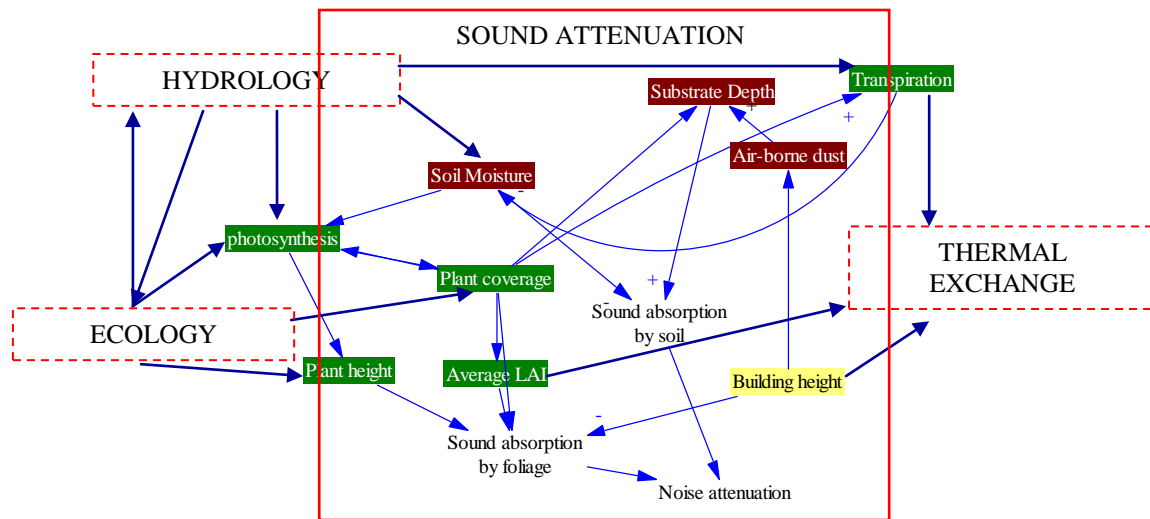 SOUND ATTENUATION
HYDROLOGY
Transpiration
Substrate Depth
+
+
Air-borne dust
Soil Moisture
-
photosynthesis
THERMAL
EXCHANGE
Plant coverage
+
-
Sound absorption
by soil
ECOLOGY
Plant height
Average LAI
Building height
-
Sound absorption
by foliage
Noise attenuation